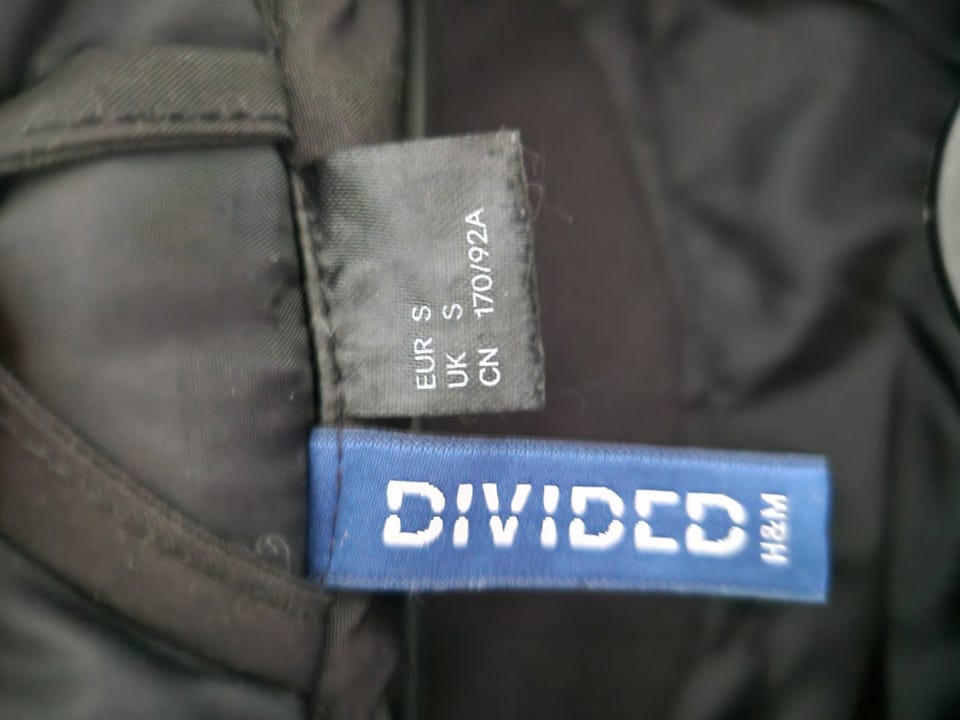 EUR S
UK S
CN 170/92A
DIVIDED
H&M